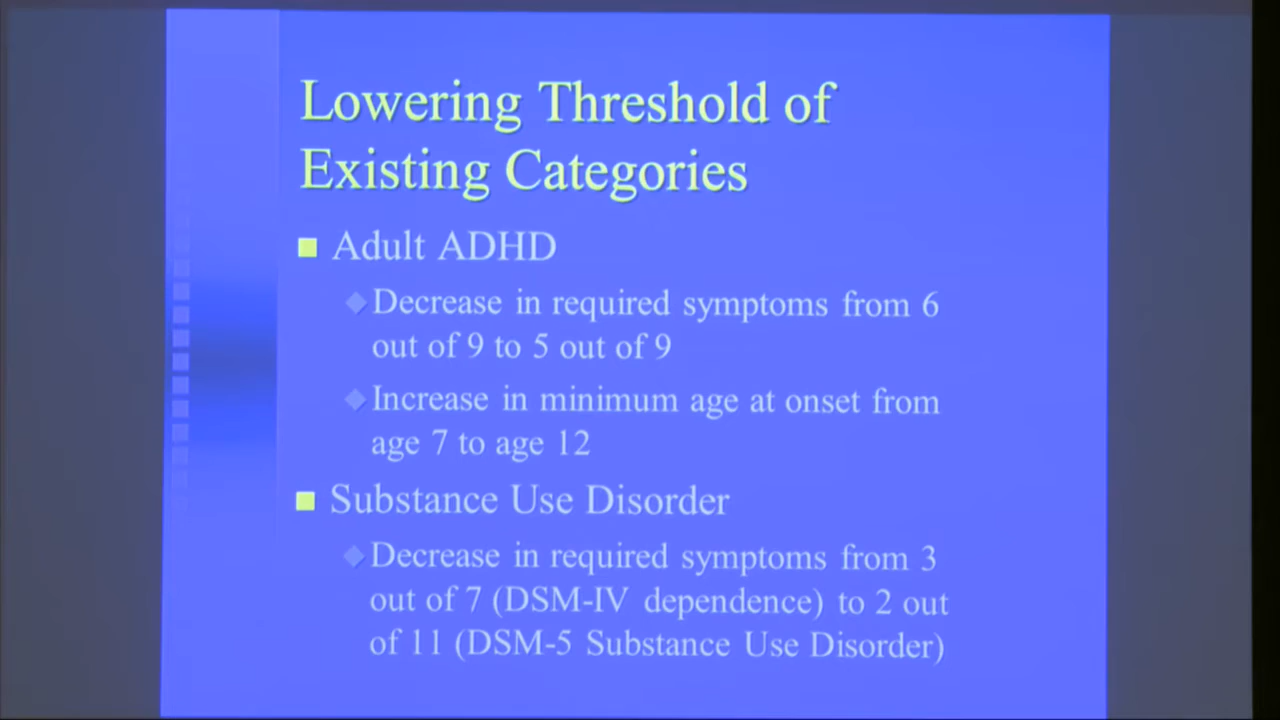 Lowering Threshold of
Existing Categories
Adult ADHD
Decrease in required symptoms from 6
out of 9 to 5 out of 9
Increase in minimum age at onset from
age 7 to age 12
Substance Use Disorder
Decrease in required symptoms from 3
out of 7 (DSM-IV dependence) to 2 out
of 11 (DSM-5 Substance Use Disorder)